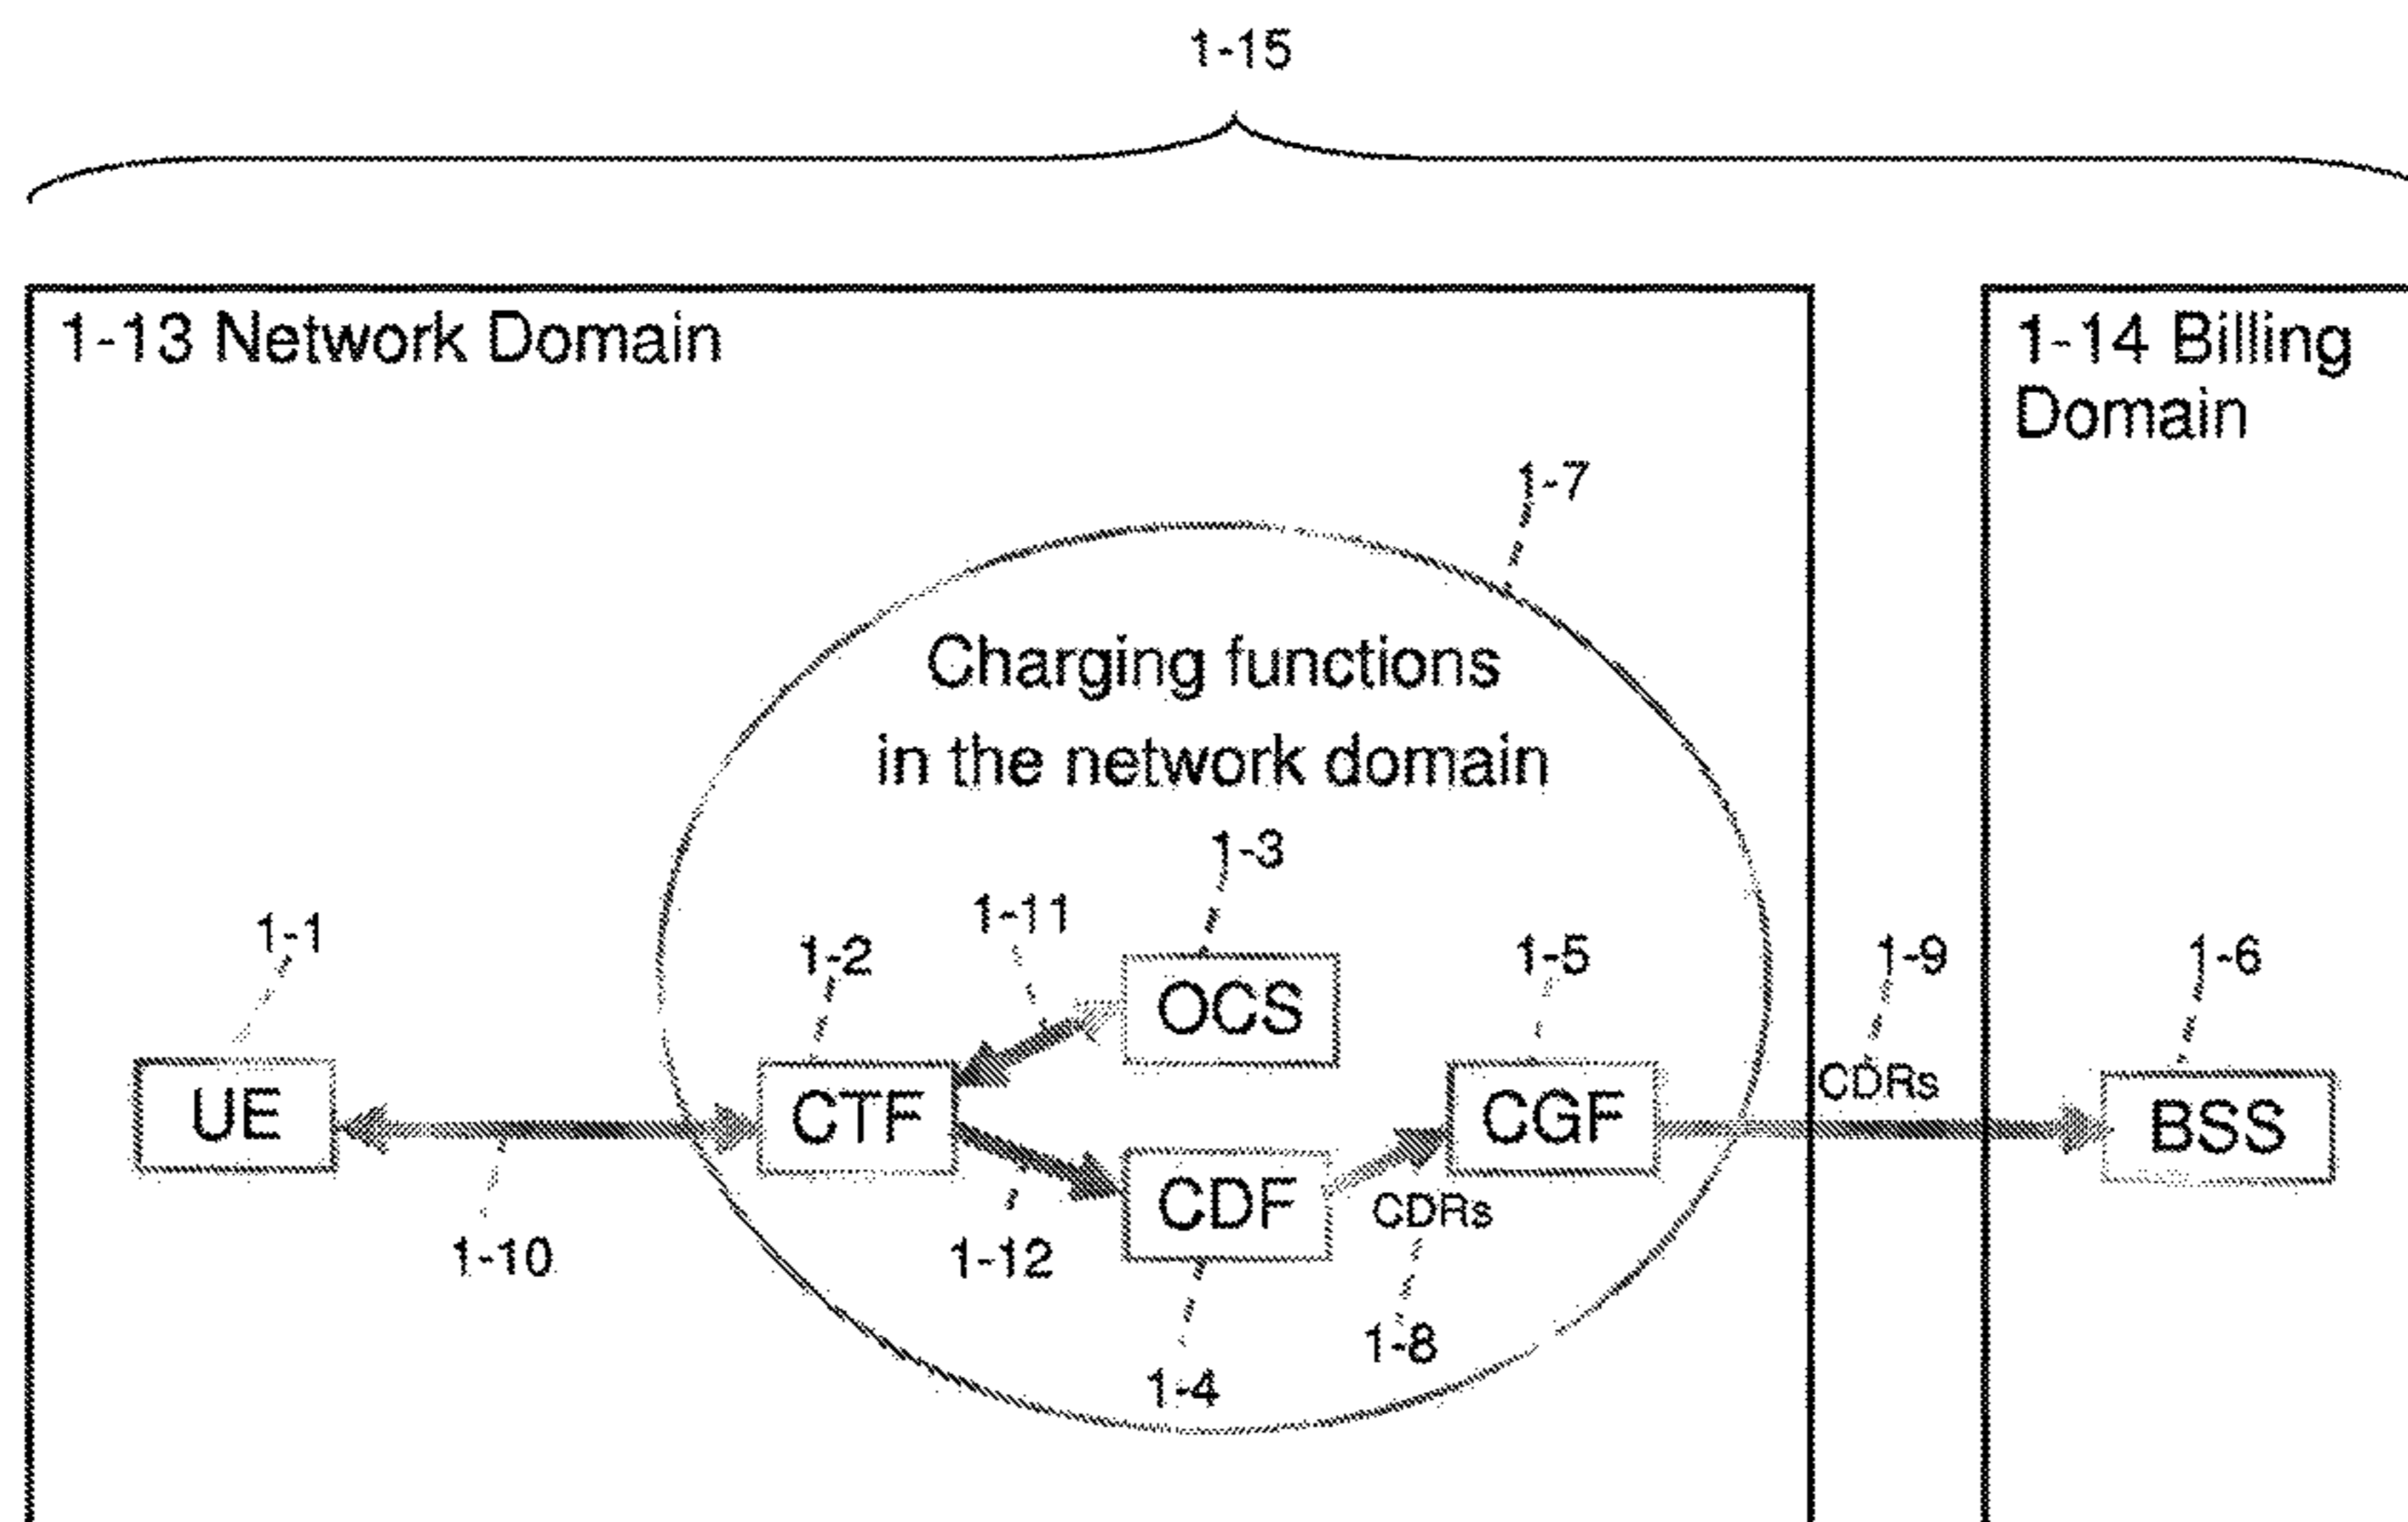 1-15
1-13 Network Domain
1-14 Billing
Domain
1-7
Charging functions
in the network domain
1-3
1-11
1-1
1-2
1-5
1-9
1-6
OCS
UE
CTF
CGF
CDRs
BSS
CDF
CDRs
1-10
1-12
1-8
1-4